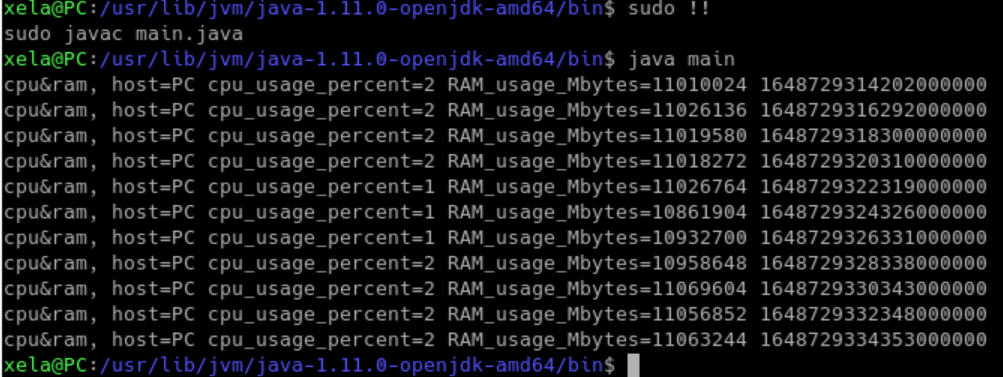 xela@PC:/usr/lib/jvm/java-1.11.0-openjdk-amd64/bin$ sudo !!
sudo javac main.java
xela@PC:/usr/lib/jvm/java-1.11.0-openjdk-amd64/bin$ java main
cpu&ram, host=PC cpu_usage_percent=2 RAM_usage_Mbytes=11010024 1648729314202000000
cpu&ram, host=PC cpu_usage_percent=2 RAM_usage_Mbytes=11026136 1648729316292000000
cpu&ram, host=PC cpu_usage_percent=2 RAM_usage_Mbytes=11019580 1648729318300000000
cpu&ram, host=PC cpu_usage_percent=2 RAM_usage_Mbytes=11018272 1648729320310000000
cpu&ram, host=PC cpu_usage_percent=1 RAM_usage_Mbytes=11026764 1648729322319000000
cpu&ram, host=PC cpu_usage_percent=1 RAM_usage_Mbytes=10861904 1648729324326000000
cpu&ram, host=PC cpu_usage_percent=1 RAM_usage_Mbytes=10932700 1648729326331000000
cpu&ram, host=PC cpu_usage_percent=2 RAM_usage_Mbytes=10958648 1648729328338000000
cpu&ram, host=PC cpu_usage_percent=2 RAM_usage_Mbytes=11069604 1648729330343000000
cpu&ram, host=PC cpu_usage_percent=2 RAM_usage_Mbytes=11056852 1648729332348000000
cpu&ram, host=PC cpu_usage_percent=2 RAM_usage_Mbytes=11063244 1648729334353000000
xela@PC:/usr/lib/jvm/java-1.11.0-openjdk-amd64/bin$